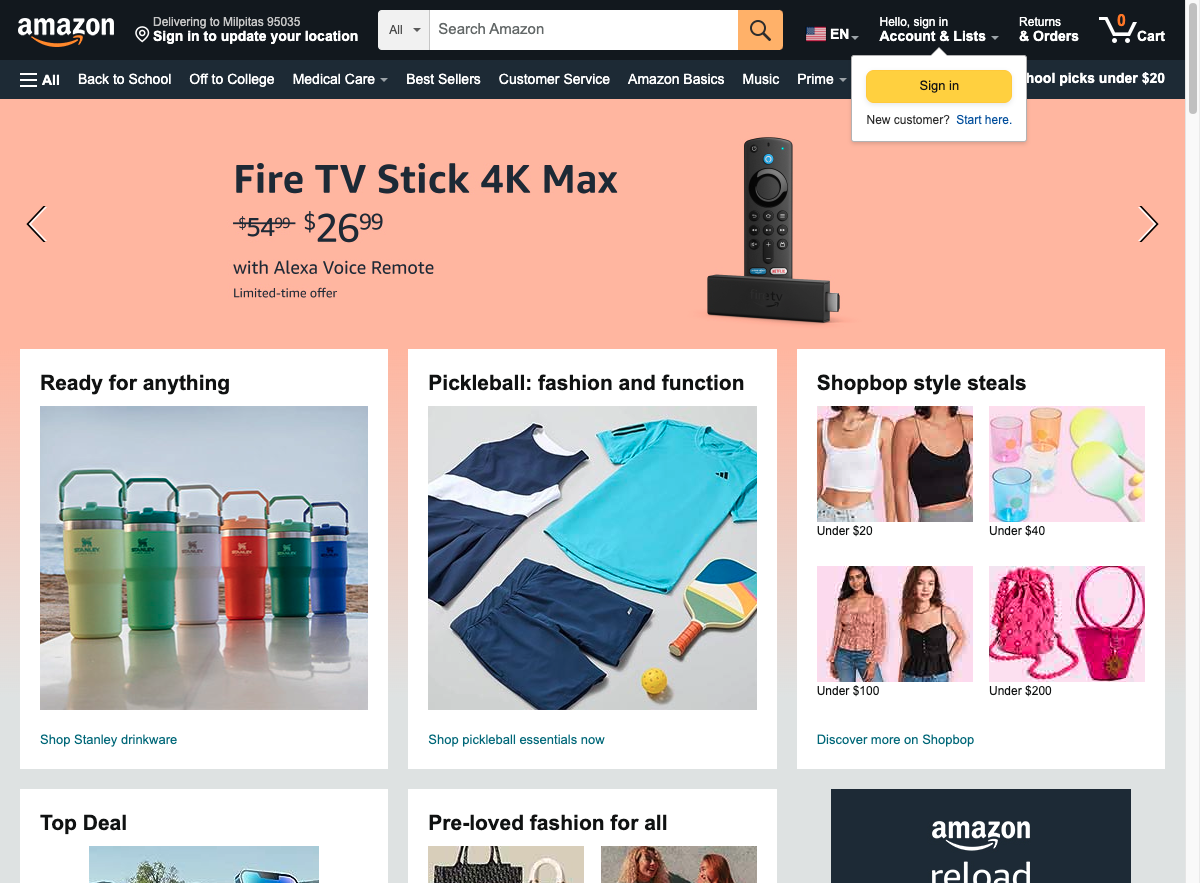 amazon
Delivering to Milpitas 95035
Sign in to update your location
All
Search Amazon
EN
Hello, sign in
Account & Lists
Returns
& Orders
0
Cart
All
Back to School
Off to College
Medical Care
Best Sellers
Customer Service
Amazon Basics
Music
Prime
hool picks under $20
Sign in
New customer? Start here.
Fire TV Stick 4K Max
$54.99 $26.99
with Alexa Voice Remote
Limited-time offer
Ready for anything
Pickleball: fashion and function
Shopbop style steals
STANLEY
STANLEY
STANLEY
Under $20
Under $40
Under $100
Under $200
Shop Stanley drinkware
Shop pickleball essentials now
Discover more on Shopbop
Top Deal
Pre-loved fashion for all
amazon
reload